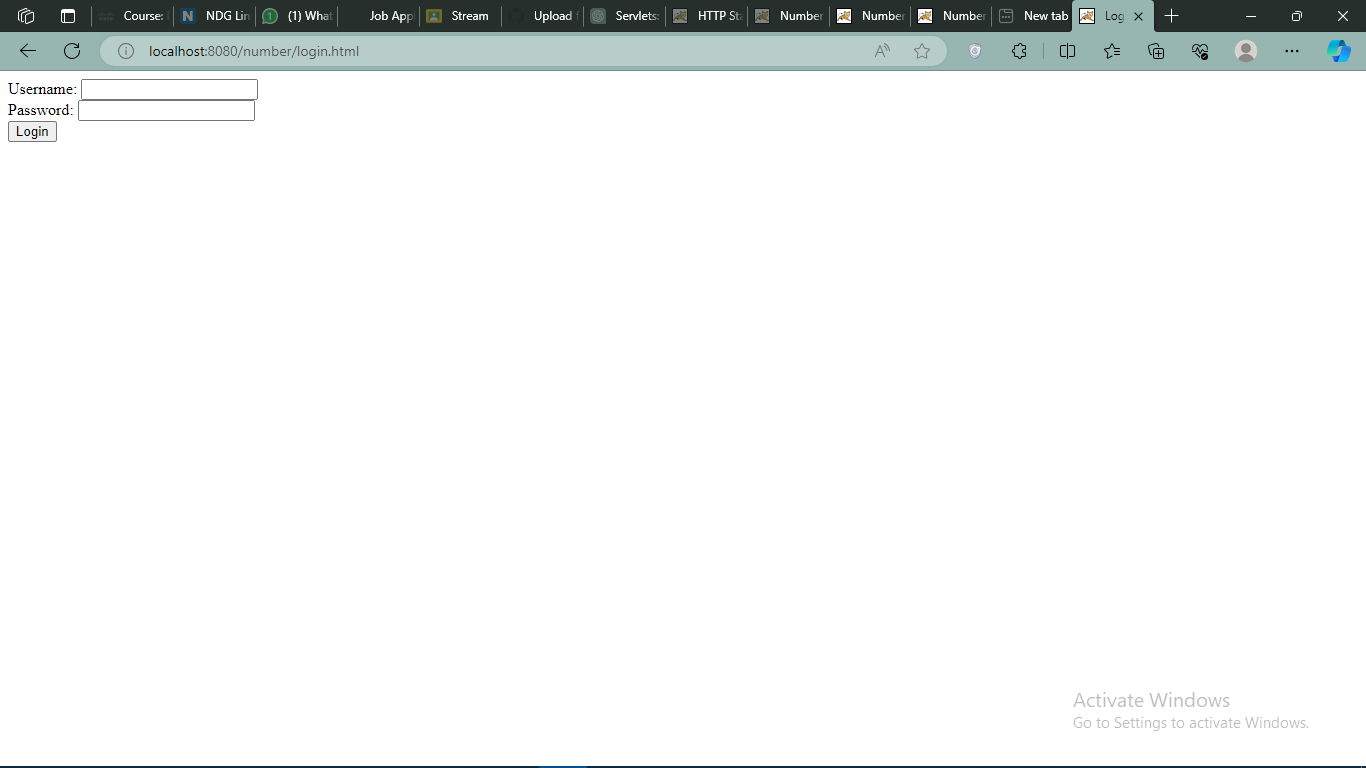 Course: NDG Lin (1) What Job App Stream Upload f Servlets: HTTP Sta Number Number Number New tab Log
localhost:8080/number/login.html
Username:
Password:
Login
Activate Windows
Go to Settings to activate Windows.